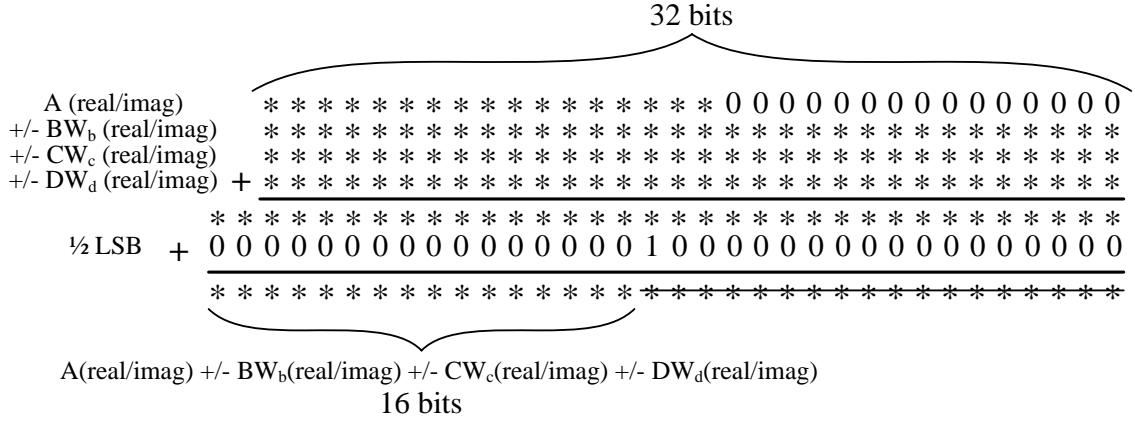 32 bits
A (real/imag) * * * * * * * * * * * * * * * * * 0 0 0 0 0 0 0 0 0 0 0 0 0 0 0
+/- BW_b (real/imag) * * * * * * * * * * * * * * * * * * * * * * * * * * * * * * * *
+/- CW_c (real/imag) * * * * * * * * * * * * * * * * * * * * * * * * * * * * * * * *
+/- DW_d (real/imag) + * * * * * * * * * * * * * * * * * * * * * * * * * * * * * * * *
* * * * * * * * * * * * * * * * * * * * * * * * * * * * * * * * * *
½ LSB + 0 0 0 0 0 0 0 0 0 0 0 0 0 0 0 0 1 0 0 0 0 0 0 0 0 0 0 0 0 0 0 0 0 0
* * * * * * * * * * * * * * * * * * * * * * * * * * * * * * * * * *
A(real/imag) +/- BW_b(real/imag) +/- CW_c(real/imag) +/- DW_d(real/imag)
16 bits